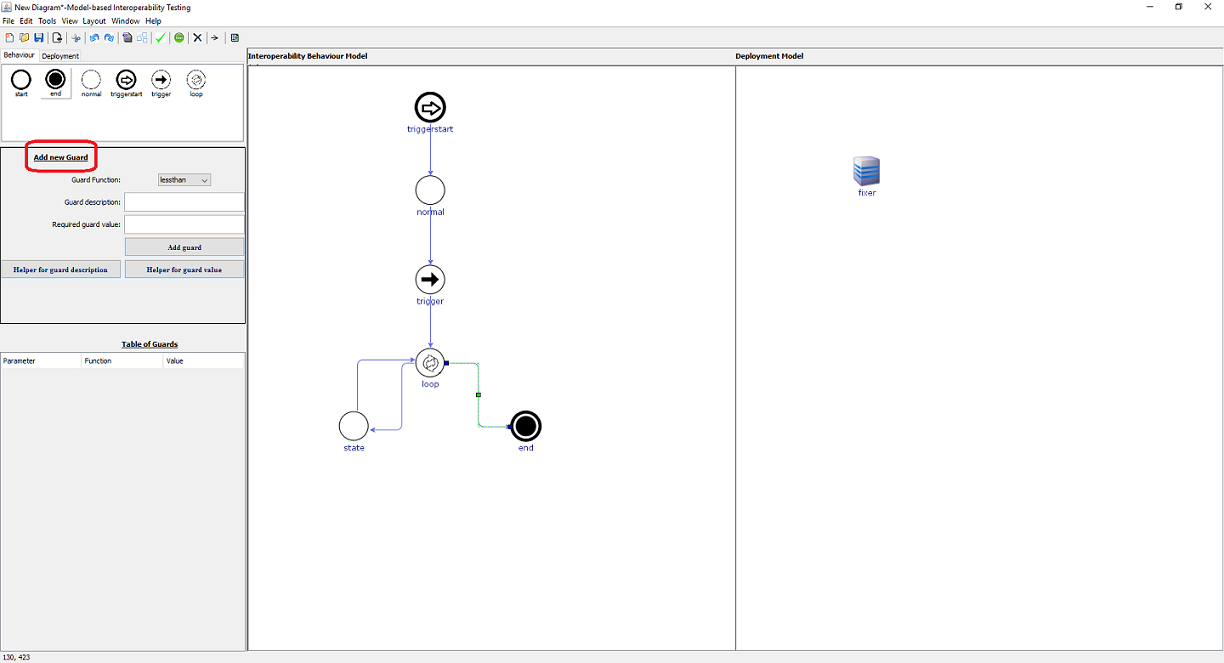 New Diagram*-Model-based Interoperability Testing
File Edit Tools View Layout Window Help
Behaviour Deployment
start end normal triggerstart trigger loop
Add new Guard
Guard Function: lessthan
Guard description:
Required guard value:
Add guard
Helper for guard description Helper for guard value
Table of Guards
Parameter Function Value
Interoperability Behaviour Model
triggerstart
normal
trigger
loop
state
end
Deployment Model
fixer
130, 423